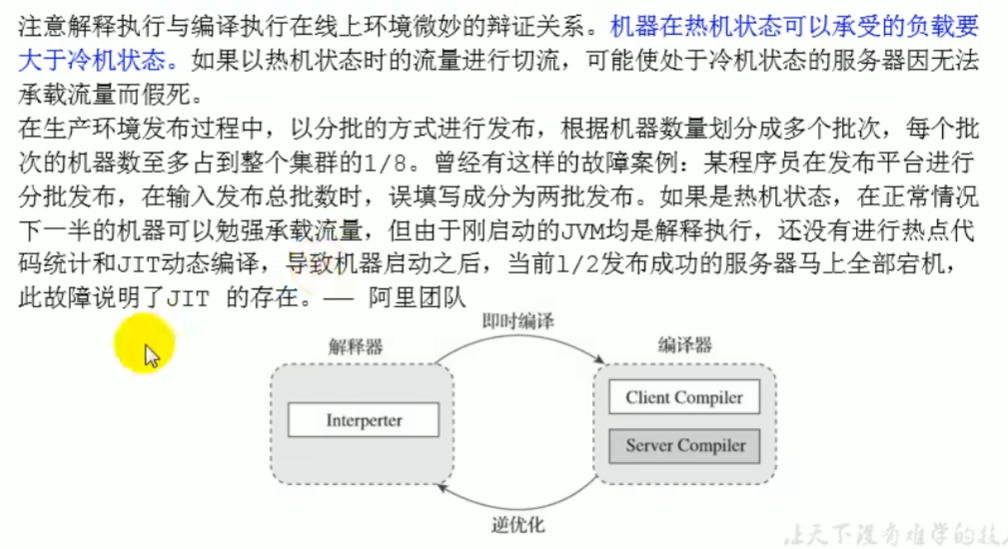 注意解释执行与编译执行在线上环境微妙的辩证关系。机器在热机状态可以承受的负载要
大于冷机状态。如果以热机状态时的流量进行切流，可能使处于冷机状态的服务器因无法
承载流量而假死。
在生产环境发布过程中，以分批的方式进行发布，根据机器数量划分成多个批次，每个批
次的机器数至多占到整个集群的1/8。曾经有这样的故障案例：某程序员在发布平台进行
分批发布，在输入发布总批数时，误填写成分为两批发布。如果是热机状态，在正常情况
下一半的机器可以勉强承载流量，但由于刚启动的JVM均是解释执行，还没有进行热点代
码统计和JIT动态编译，导致机器启动之后，当前1/2发布成功的服务器马上全部宕机，
此故障说明了JIT 的存在。—— 阿里团队
即时编译
解释器
编译器
Interperter
Client Compiler
Server Compiler
逆优化
让天下没有难学的技